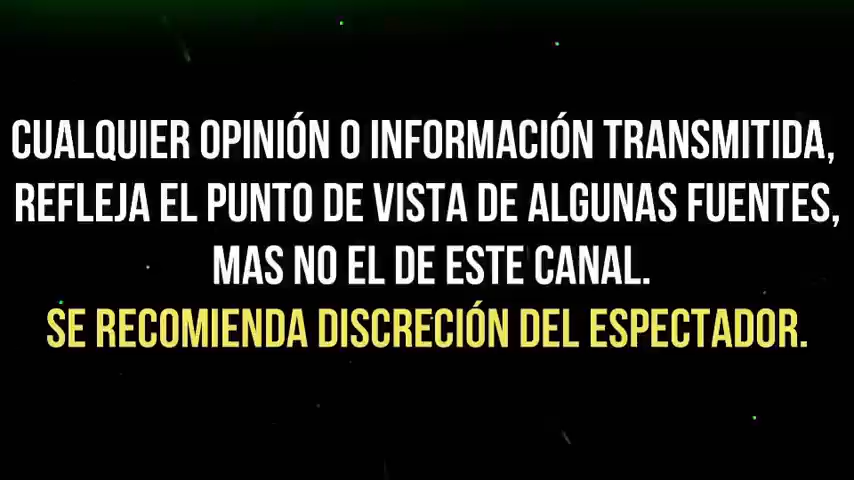 CUALQUIER OPINIÓN O INFORMACIÓN TRANSMITIDA,
REFLEJA EL PUNTO DE VISTA DE ALGUNAS FUENTES,
MAS NO EL DE ESTE CANAL.
SE RECOMIENDA DISCRECIÓN DEL ESPECTADOR.